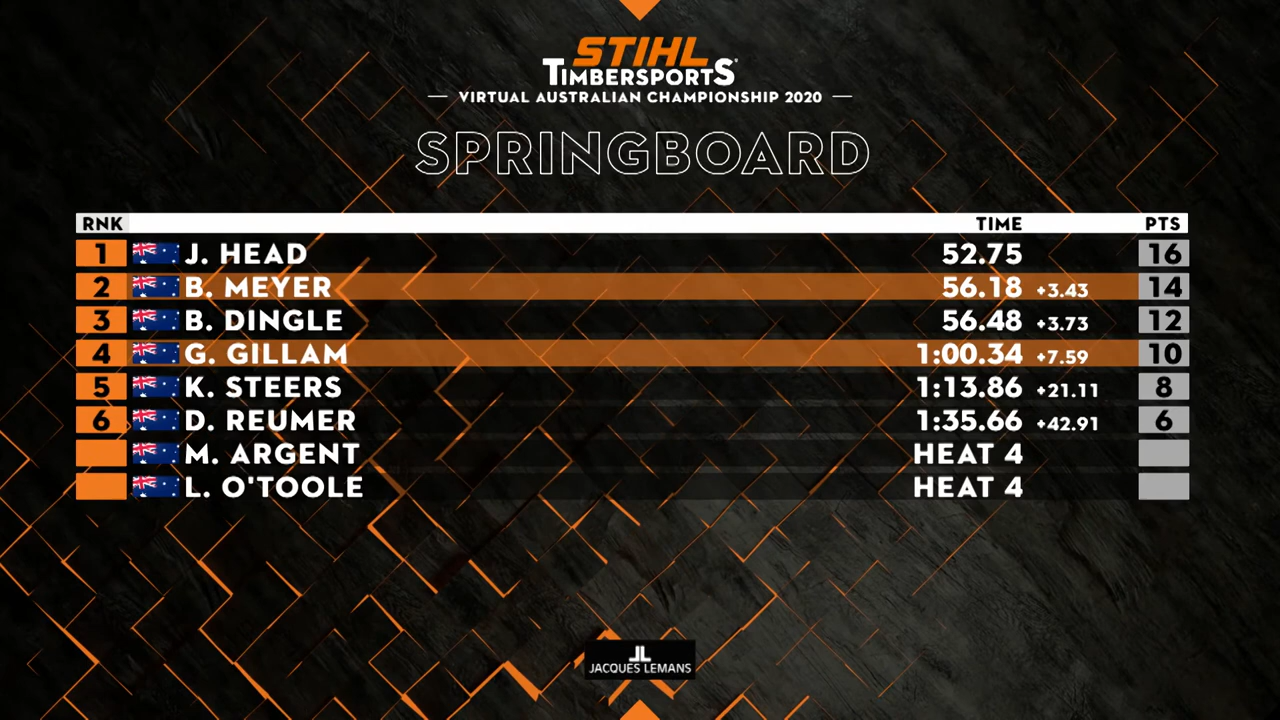 STIHL
TIMBERSPORTS
VIRTUAL AUSTRALIAN CHAMPIONSHIP 2020
SPRINGBOARD
RNK TIME PTS
1 J. HEAD 52.75 16
2 B. MEYER 56.18 +3.43 14
3 B. DINGLE 56.48 +3.73 12
4 G. GILLAM 1:00.34 +7.59 10
5 K. STEERS 1:13.86 +21.11 8
6 D. REUMER 1:35.66 +42.91 6
M. ARGENT HEAT 4
L. O'TOOLE HEAT 4
JL
JACQUES LEMANS